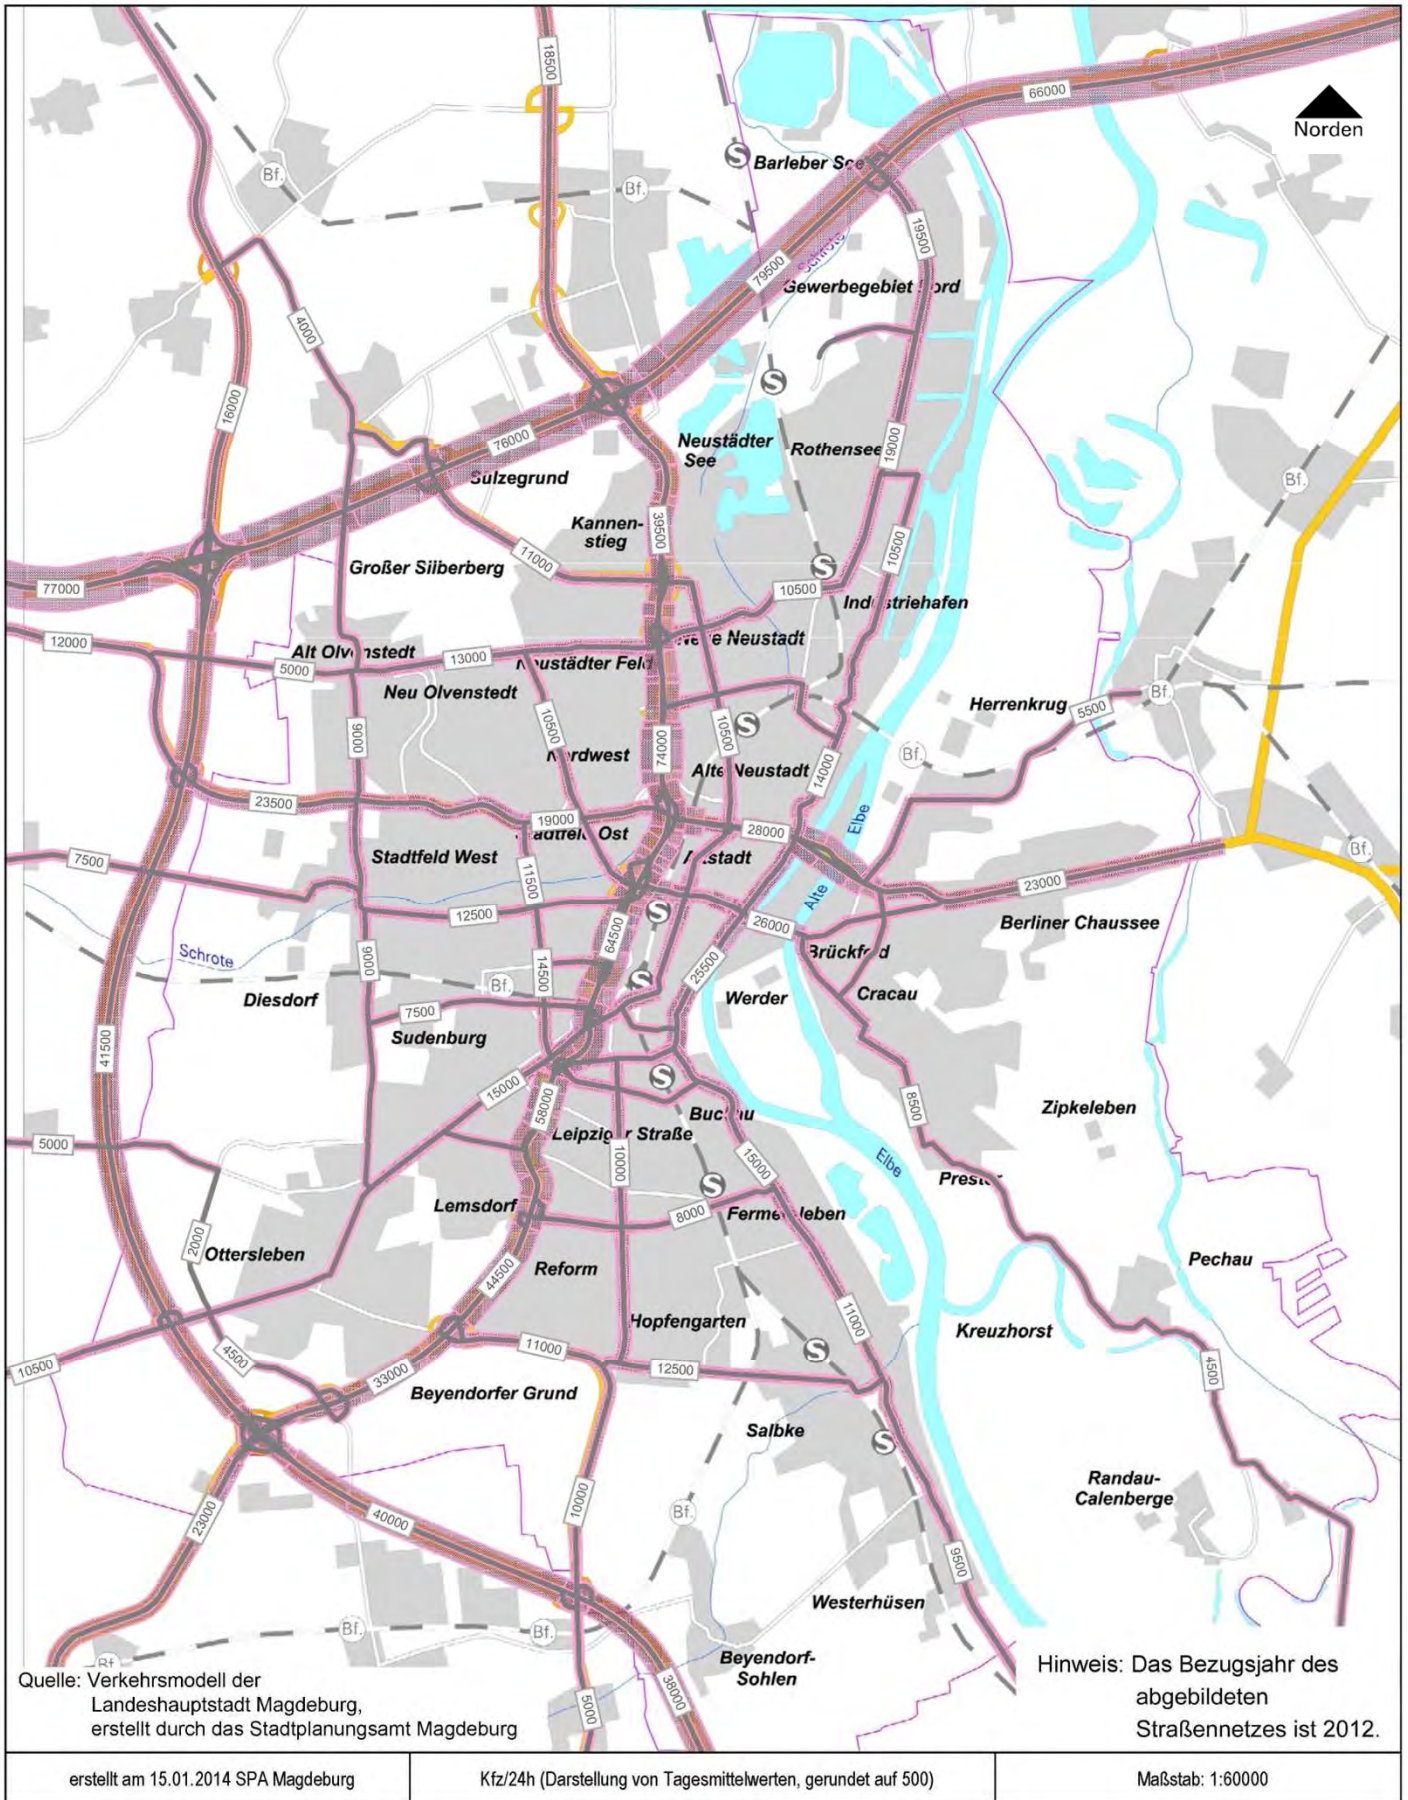 18500
66000
Norden
Bf.
Bf.
S
Barleber See
19500
Schrote
79500
Gewerbegebiet Nord
4000
16000
S
76000
Neustädter
See
Rothensee
19000
Sülzegrund
Bf.
Kannen-
stieg
39500
11000
10500
Großer Silberberg
S
77000
10500
Industriehafen
12000
Alt Olvenstedt
5000
13000
Neustädter Feld
Neue Neustadt
Neu Olvenstedt
Herrenkrug
5500
Bf.
9000
10500
10500
S
74000
Nordwest
Alte Neustadt
14000
Bf.
23500
19000
Stadtfeld Ost
28000
Elbe
7500
Stadtfeld West
11500
Altstadt
Bf.
Alte
23000
12500
S
26000
Berliner Chaussee
64500
Schrote
9000
14500
25500
Brückfeld
S
Bf.
Diesdorf
Werder
Cracau
7500
Sudenburg
41500
15000
S
58000
Buckau
8500
Zipkeleben
5000
Leipziger Straße
10000
15000
Elbe
Prester
S
Lemsdorf
8000
Fermersleben
2000
Ottersleben
44500
Reform
Pechau
Hopfengarten
11000
Kreuzhorst
4500
11000
S
10500
33000
12500
4500
Beyendorfer Grund
Salbke
S
Randau-
Calenberge
23000
40000
10000
Bf.
9500
Westerhüsen
Bf.
Bf.
Bf.
Beyendorf-
Sohlen
38000
5000
Quelle: Verkehrsmodell der
Landeshauptstadt Magdeburg,
erstellt durch das Stadtplanungsamt Magdeburg
Hinweis: Das Bezugsjahr des
abgebildeten
Straßennetzes ist 2012.
erstellt am 15.01.2014 SPA Magdeburg
Kfz/24h (Darstellung von Tagesmittelwerten, gerundet auf 500)
Maßstab: 1:60000